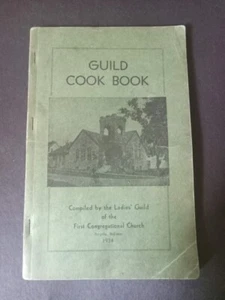 GUILD
COOK BOOK
Compiled by the Ladies' Guild
of the
First Congregational Church